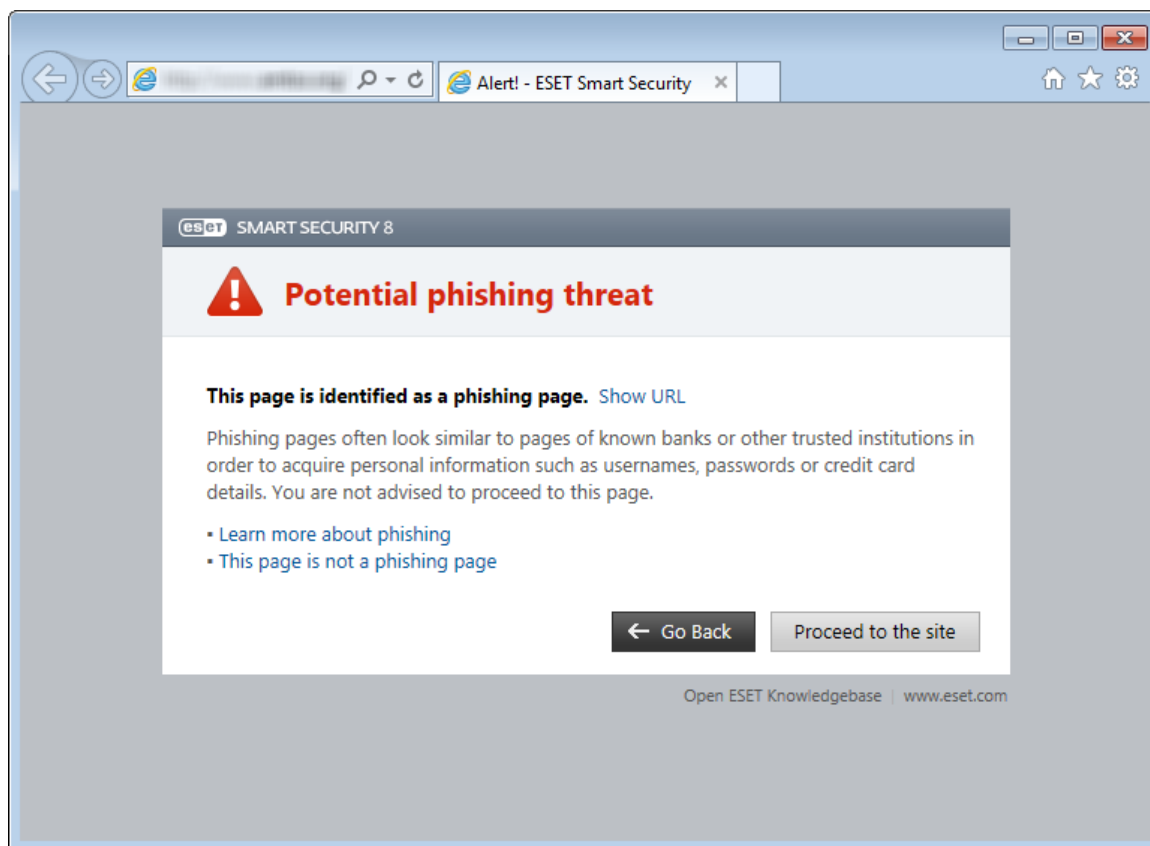 Alert! - ESET Smart Security
eset SMART SECURITY 8
Potential phishing threat
This page is identified as a phishing page. Show URL
Phishing pages often look similar to pages of known banks or other trusted institutions in
order to acquire personal information such as usernames, passwords or credit card
details. You are not advised to proceed to this page.
▪ Learn more about phishing
▪ This page is not a phishing page
Go Back
Proceed to the site
Open ESET Knowledgebase | www.eset.com